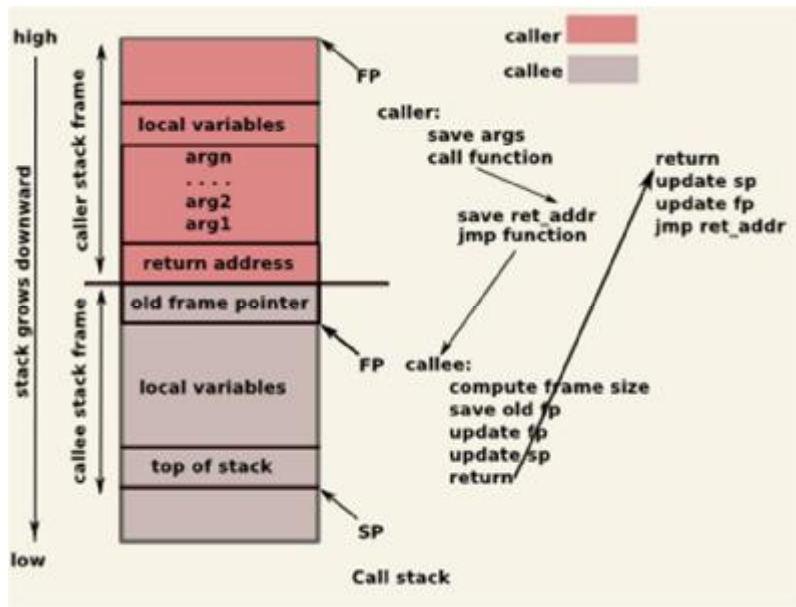 high
caller
callee
FP
local variables
argn
. . . .
arg2
arg1
return address
caller stack frame
stack grows downward
old frame pointer
FP
local variables
top of stack
callee stack frame
SP
low
caller:
save args
call function
save ret_addr
jmp function
callee:
compute frame size
save old fp
update fp
update sp
return
return
update sp
update fp
jmp ret_addr
Call stack